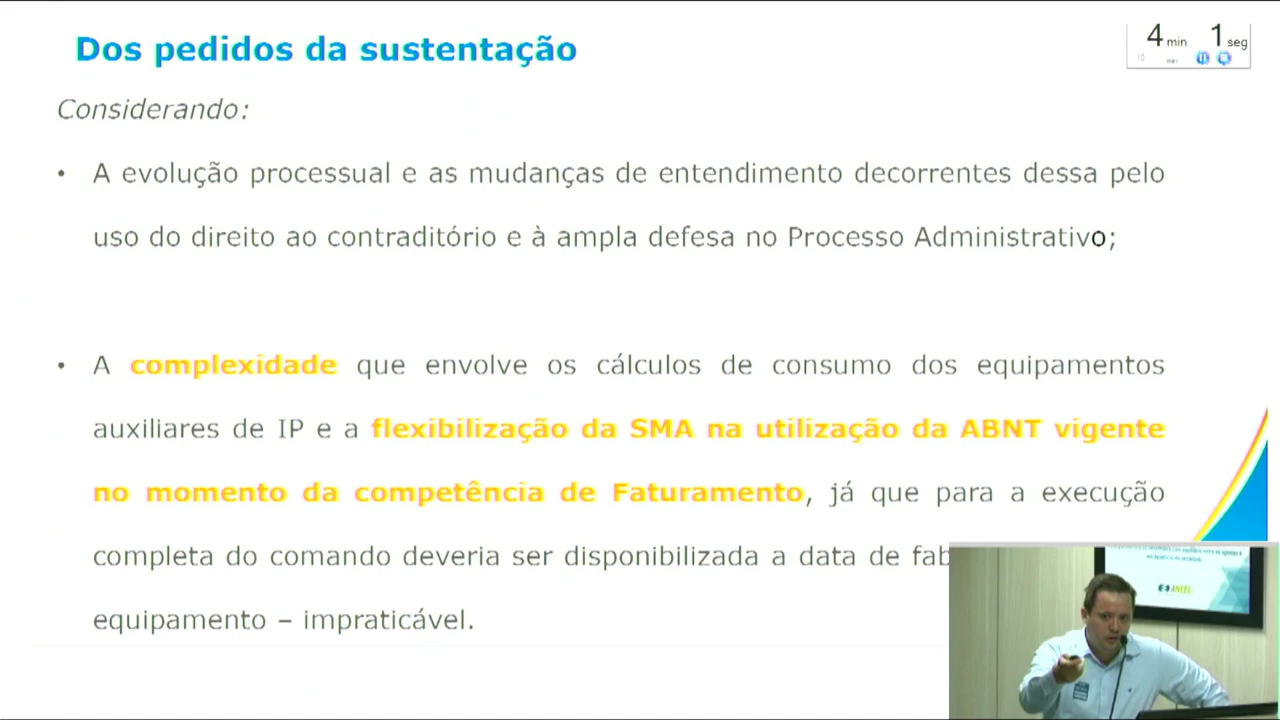 Dos pedidos da sustentação
4 min 1 seg
Considerando:
• A evolução processual e as mudanças de entendimento decorrentes dessa pelo
uso do direito ao contraditório e à ampla defesa no Processo Administrativo;
• A complexidade que envolve os cálculos de consumo dos equipamentos
auxiliares de IP e a flexibilização da SMA na utilização da ABNT vigente
no momento da competência de Faturamento, já que para a execução
completa do comando deveria ser disponibilizada a data de fab
equipamento – impraticável.
ANEEL